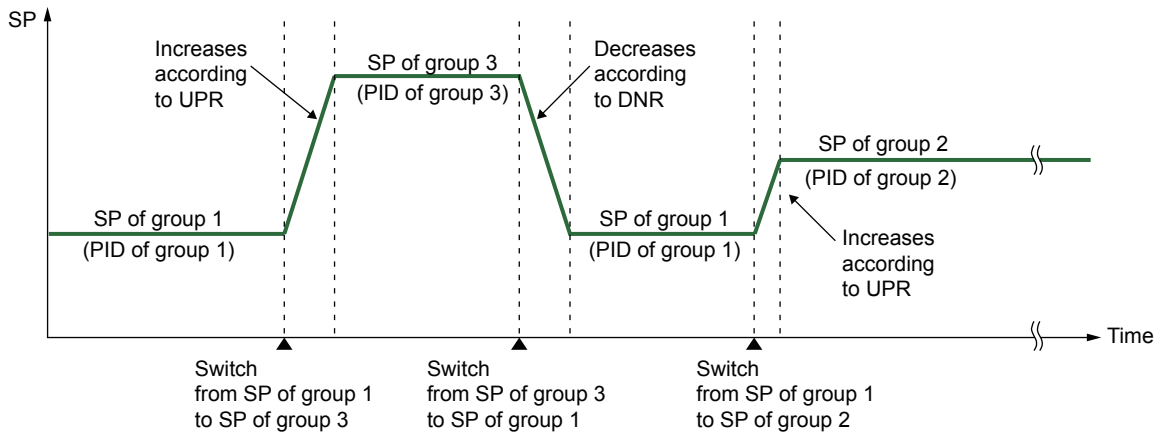 SP
Increases
according
to UPR
SP of group 3
(PID of group 3)
Decreases
according
to DNR
SP of group 2
(PID of group 2)
SP of group 1
(PID of group 1)
SP of group 1
(PID of group 1)
Increases
according
to UPR
Time
Switch
from SP of group 1
to SP of group 3
Switch
from SP of group 3
to SP of group 1
Switch
from SP of group 1
to SP of group 2